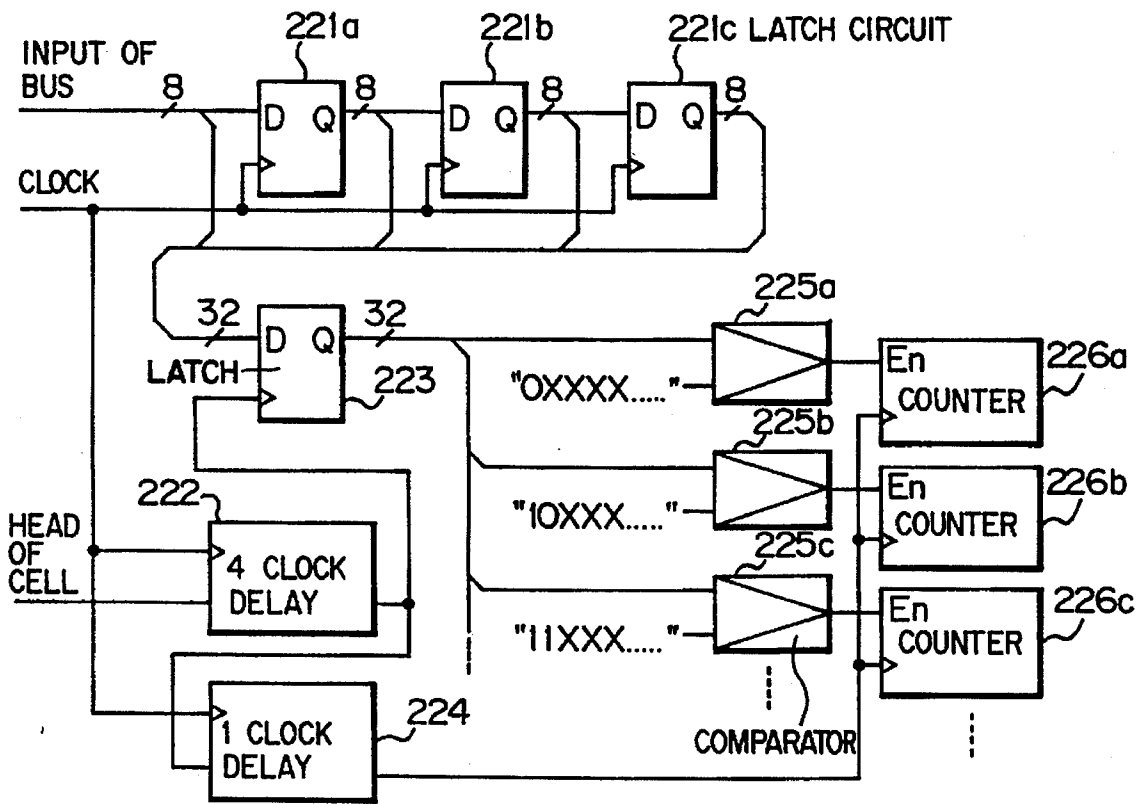 221a
221b
221c LATCH CIRCUIT
INPUT OF
BUS
8
8
8
8
D Q
D Q
D Q
CLOCK
32
32
D Q
LATCH
223
225a
"0XXXX....."
En
COUNTER
226a
225b
"10XXX....."
En
COUNTER
226b
222
HEAD
OF
CELL
4 CLOCK
DELAY
225c
"11XXX....."
En
COUNTER
226c
224
1 CLOCK
DELAY
COMPARATOR